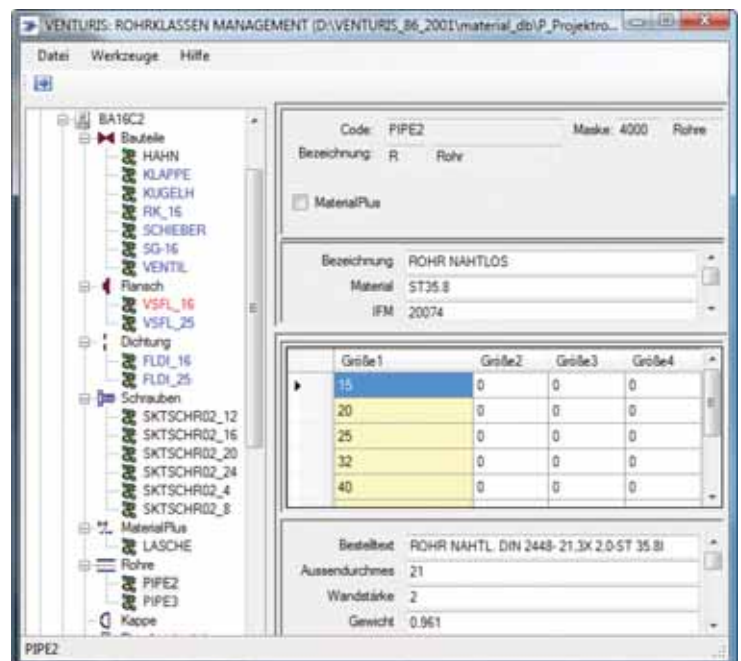 VENTURIS: ROHRKLASSEN MANAGEMENT (D:\VENTURIS_86_2001\material_db\P_Projektro...
Datei Werkzeuge Hilfe
BA16C2
Bauteile
HAHN
KLAPPE
KUGELH
RK_16
SCHIEBER
SG-16
VENTIL
Flansch
VSFL_16
VSFL_25
Dichtung
FLDI_16
FLDI_25
Schrauben
SKTSCHR02_12
SKTSCHR02_16
SKTSCHR02_20
SKTSCHR02_24
SKTSCHR02_4
SKTSCHR02_8
MaterialPlus
LASCHE
Rohre
PIPE2
PIPE3
Kappe
Code: PIPE2 Maske: 4000 Rohre
Bezeichnung: R Rohr
MaterialPlus
Bezeichnung ROHR NAHTLOS
Material ST35.8
IFM 20074
Größe1 Größe2 Größe3 Größe4
15 0 0 0
20 0 0 0
25 0 0 0
32 0 0 0
40 0 0 0
Bestelltext ROHR NAHTL. DIN 2448- 21,3X 2,0-ST 35.8I
Aussendurchmes 21
Wandstärke 2
Gewicht 0.961
PIPE2